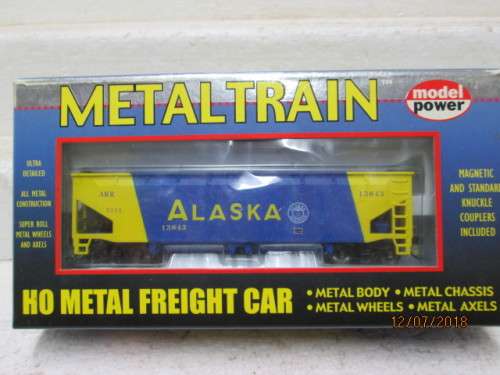 METALTRAIN
model
power
ULTRA
DETAILED
ALL METAL
CONSTRUCTION
SUPER ROLL
METAL WHEELS
AND AXELS
ARR
13843
ALASKA
13843
MAGNETIC
AND STANDARD
KNUCKLE
COUPLERS
INCLUDED
HO METAL FREIGHT CAR
• METAL BODY • METAL CHASSIS
• METAL WHEELS • METAL AXELS
12/07/2018